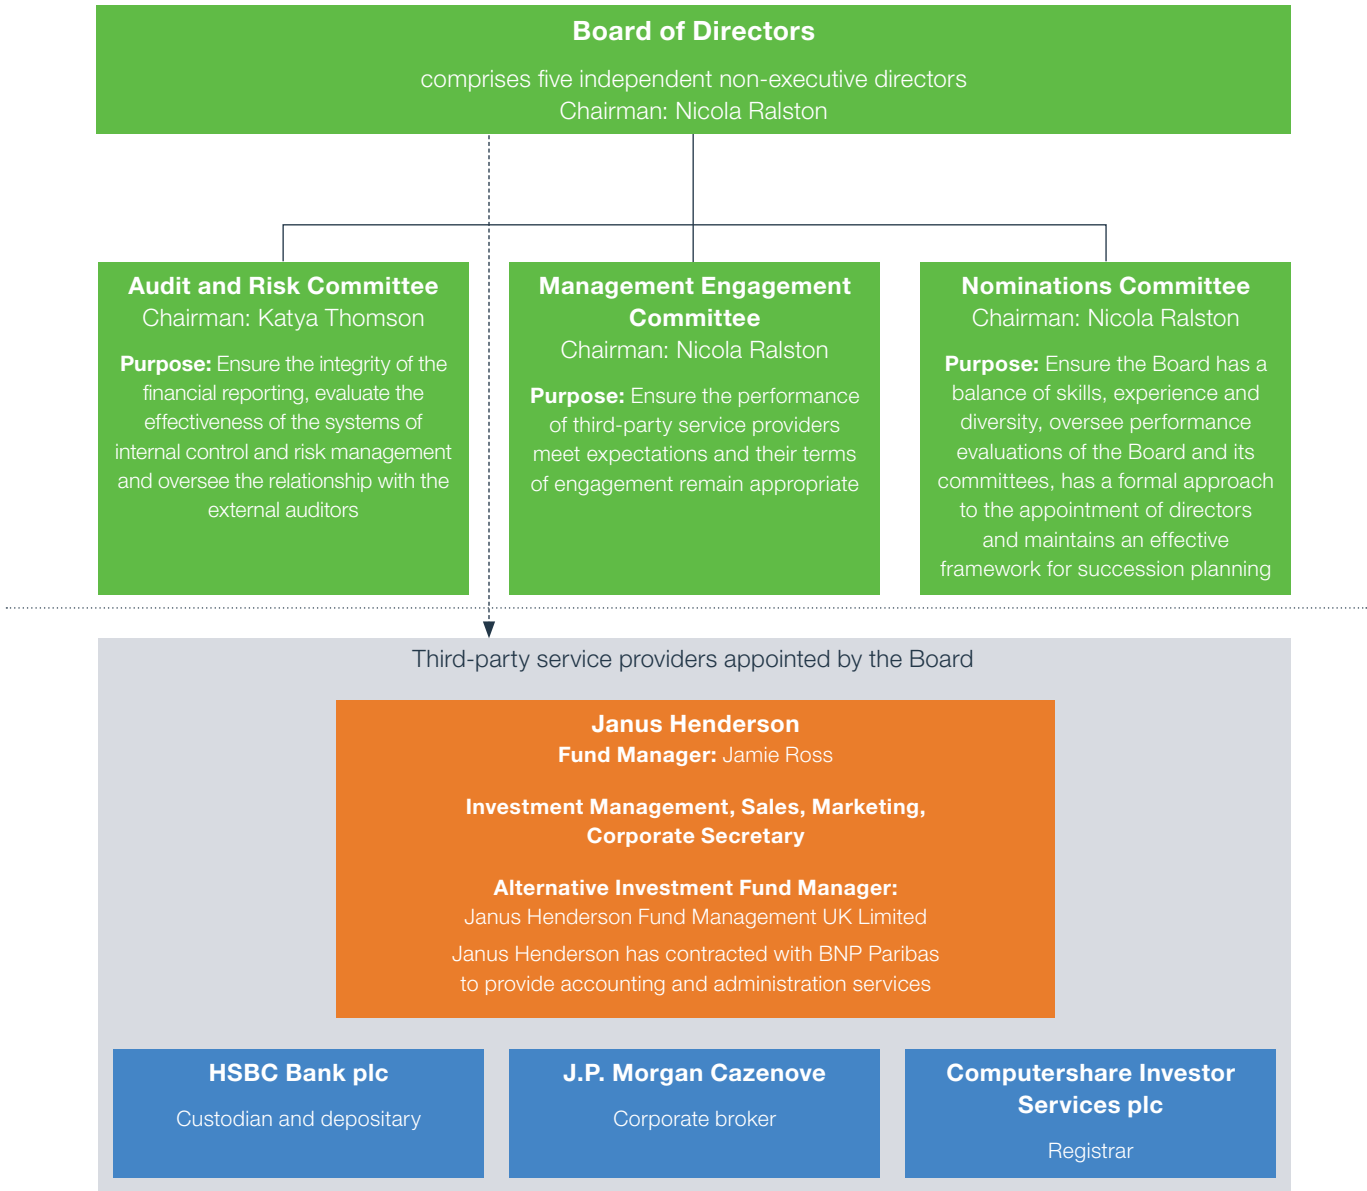 Board of Directors
comprises five independent non-executive directors
Chairman: Nicola Ralston
Audit and Risk Committee
Chairman: Katya Thomson
Purpose: Ensure the integrity of the
financial reporting, evaluate the
effectiveness of the systems of
internal control and risk management
and oversee the relationship with the
external auditors
Management Engagement
Committee
Chairman: Nicola Ralston
Purpose: Ensure the performance
of third-party service providers
meet expectations and their terms
of engagement remain appropriate
Nominations Committee
Chairman: Nicola Ralston
Purpose: Ensure the Board has a
balance of skills, experience and
diversity, oversee performance
evaluations of the Board and its
committees, has a formal approach
to the appointment of directors
and maintains an effective
framework for succession planning
Third-party service providers appointed by the Board
Janus Henderson
Fund Manager: Jamie Ross
Investment Management, Sales, Marketing,
Corporate Secretary
Alternative Investment Fund Manager:
Janus Henderson Fund Management UK Limited
Janus Henderson has contracted with BNP Paribas
to provide accounting and administration services
HSBC Bank plc
Custodian and depositary
J.P. Morgan Cazenove
Corporate broker
Computershare Investor
Services plc
Registrar